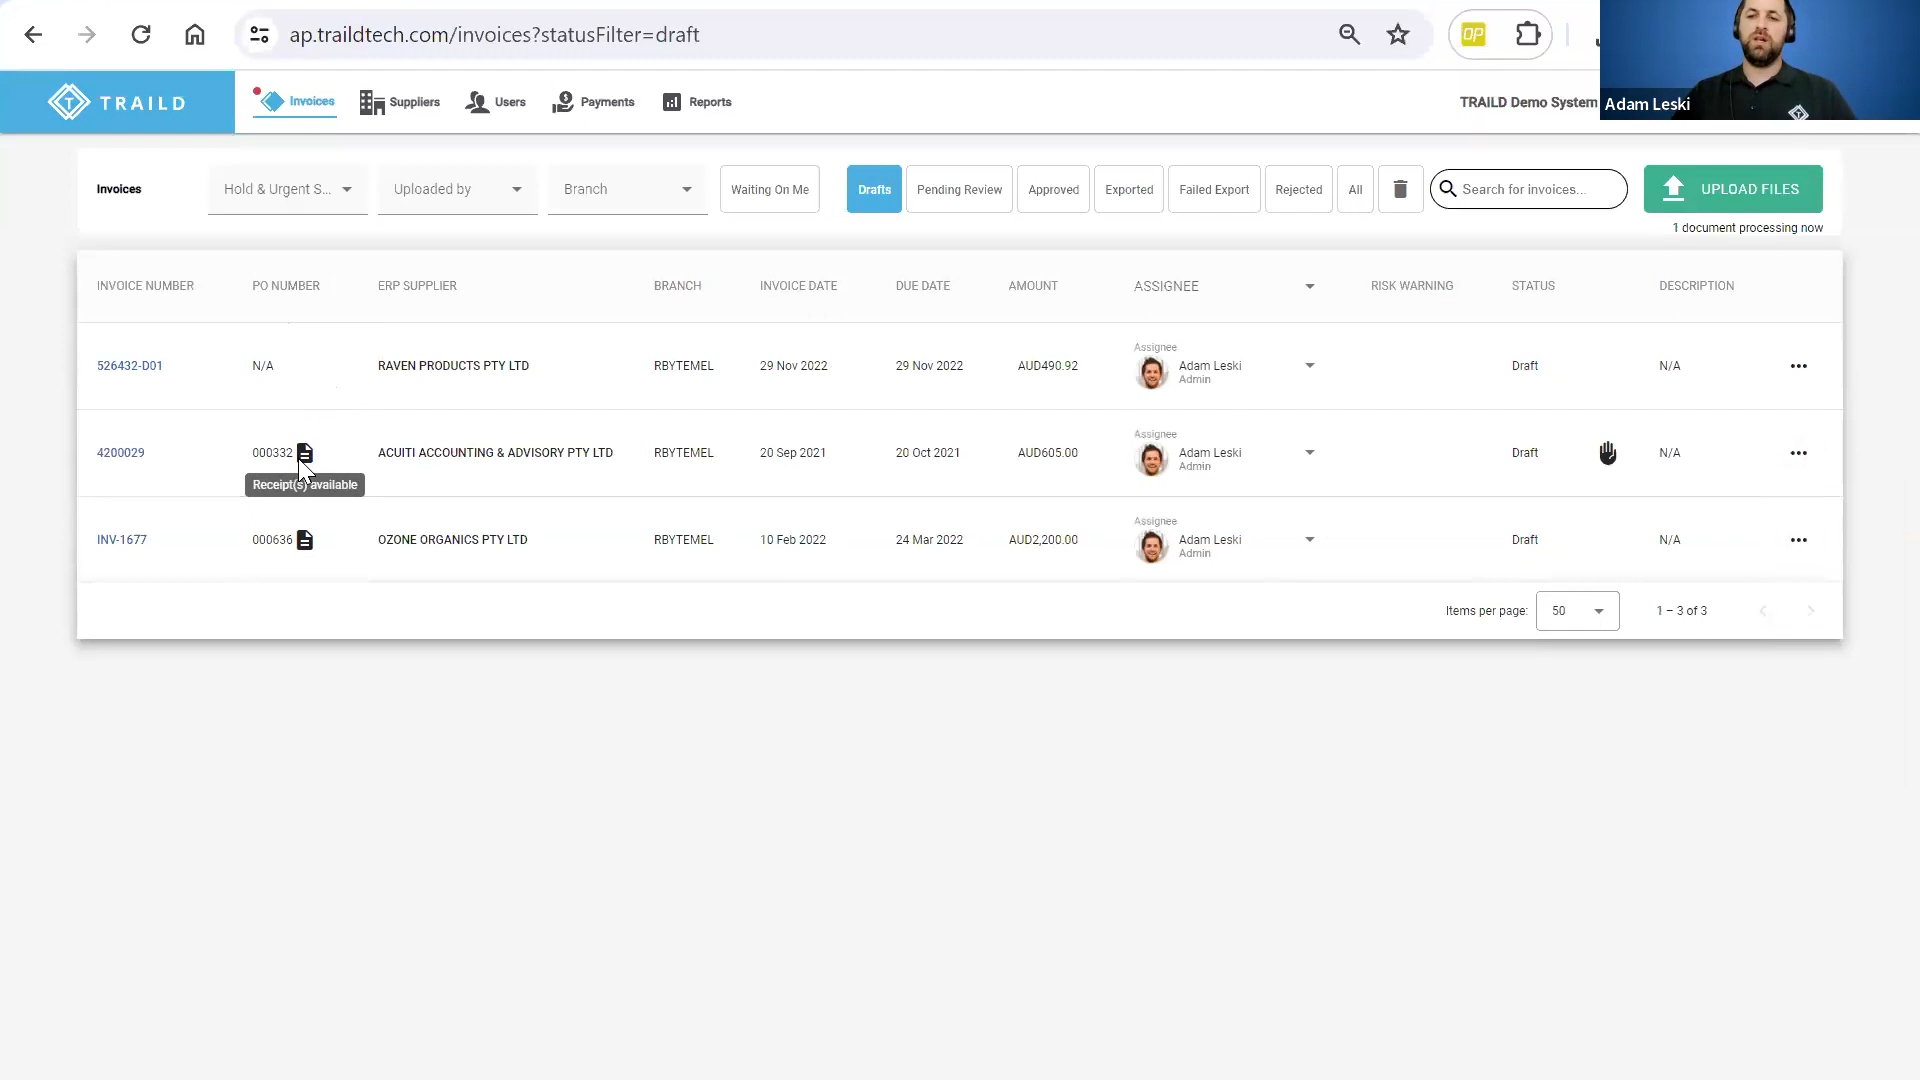 ap.traildtech.com/invoices?statusFilter=draft
OP
TRAILD
Invoices
Suppliers
Users
Payments
Reports
TRAILD Demo System
Adam Leski
Invoices
Hold & Urgent S...
Uploaded by
Branch
Waiting On Me
Drafts
Pending Review
Approved
Exported
Failed Export
Rejected
All
Search for invoices...
UPLOAD FILES
1 document processing now
INVOICE NUMBER PO NUMBER ERP SUPPLIER BRANCH INVOICE DATE DUE DATE AMOUNT ASSIGNEE RISK WARNING STATUS DESCRIPTION
Assignee
526432-D01 N/A RAVEN PRODUCTS PTY LTD RBYTEMEL 29 Nov 2022 29 Nov 2022 AUD490.92 Adam Leski Draft N/A
Admin
Assignee
4200029 000332 ACUITI ACCOUNTING & ADVISORY PTY LTD RBYTEMEL 20 Sep 2021 20 Oct 2021 AUD605.00 Adam Leski Draft N/A
Admin
Receipt(s) available
Assignee
INV-1677 000636 OZONE ORGANICS PTY LTD RBYTEMEL 10 Feb 2022 24 Mar 2022 AUD2,200.00 Adam Leski Draft N/A
Admin
Items per page: 50 1 – 3 of 3